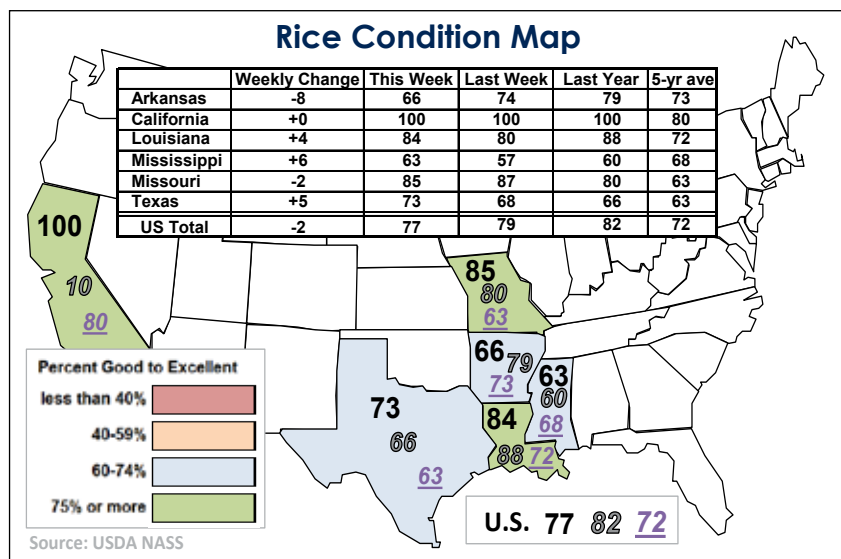 Rice Condition Map
Weekly Change This Week Last Week Last Year 5-yr ave
Arkansas -8 66 74 79 73
California +0 100 100 100 80
Louisiana +4 84 80 88 72
Mississippi +6 63 57 60 68
Missouri -2 85 87 80 63
Texas +5 73 68 66 63
US Total -2 77 79 82 72
100
10
80
85
80
63
66 79
73
63
60
68
73
66
63
84
88 72
Percent Good to Excellent
less than 40%
40-59%
60-74%
75% or more
U.S. 77 82 72
Source: USDA NASS